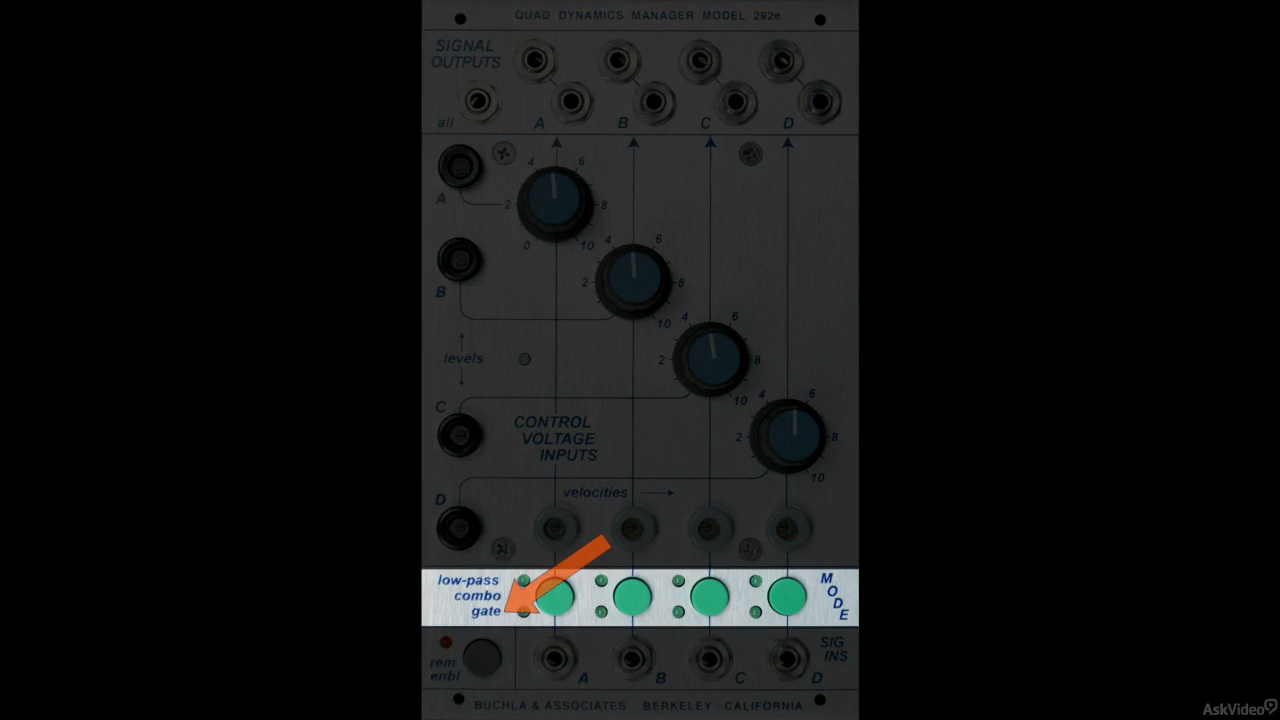 QUAD DYNAMICS MANAGER MODEL 292e
SIGNAL
OUTPUTS
all
A B C D
A
4 6
2 8
0 10
B
4 6
2 8
10
levels
4 6
2 8
10
C
4 6
2 8
10
CONTROL
VOLTAGE
INPUTS
D
velocities
low-pass
combo
gate
MODE
rem
enbl
SIG
INS
A B C D
BUCHLA & ASSOCIATES BERKELEY - CALIFORNIA
AskVideo